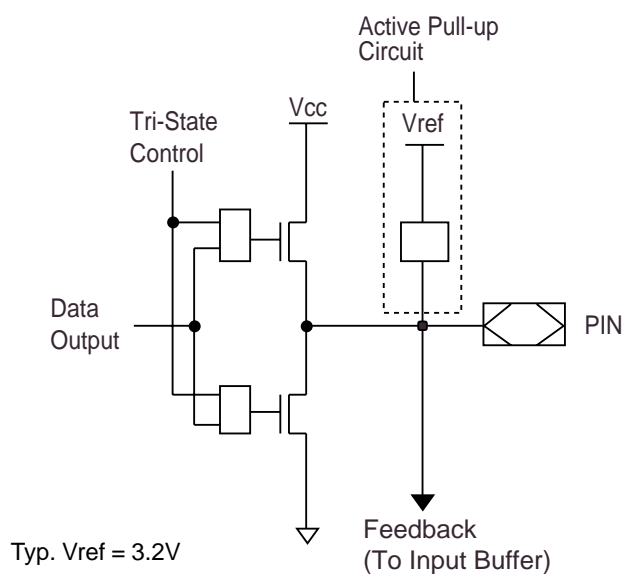 Active Pull-up
Circuit
Vcc
Vref
Tri-State
Control
Data
Output
PIN
Feedback
(To Input Buffer)
Typ. Vref = 3.2V